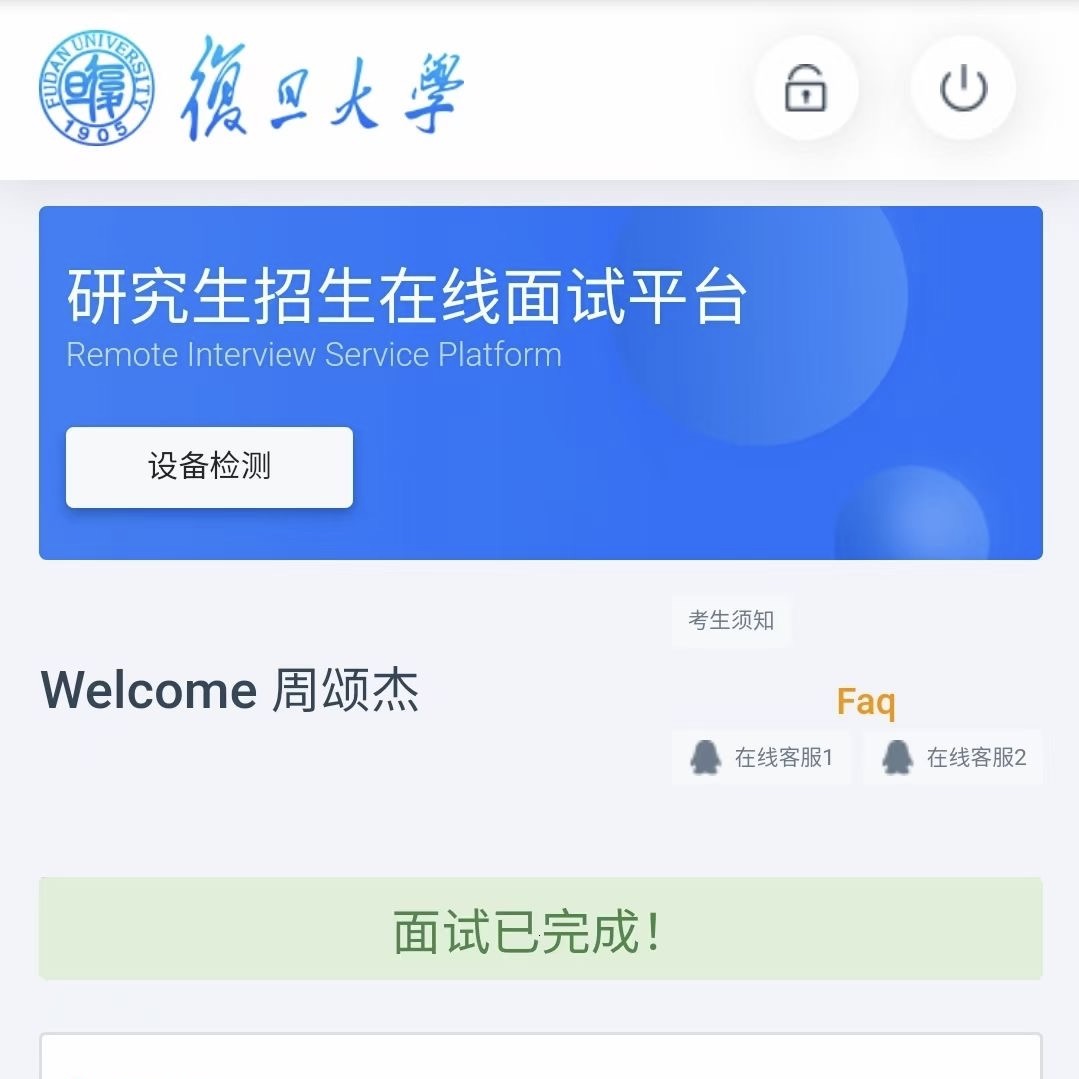 FUDAN UNIVERSITY
1905
復旦大學
研究生招生在线面试平台
Remote Interview Service Platform
设备检测
考生须知
Welcome 周颂杰
Faq
在线客服1
在线客服2
面试已完成！